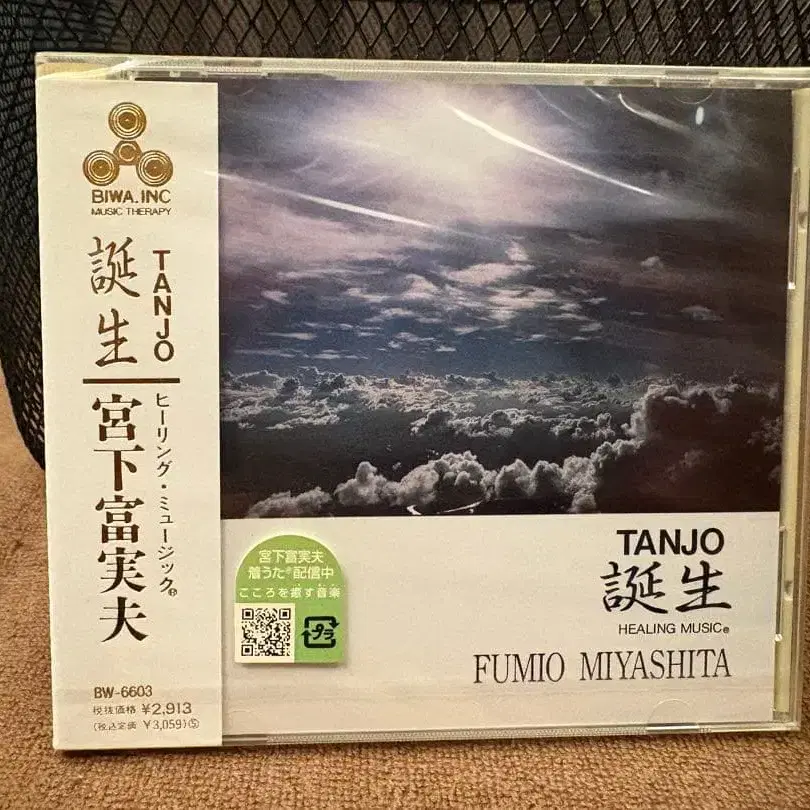 BIWA.INC
MUSIC THERAPY
誕生
TANJO
ヒーリング・ミュージック®
宮下富実夫
BW-6603
税抜価格 ¥2,913
(税込定価 ¥3,059)⑤
宮下富実夫
着うた®配信中
こころを癒す音楽
プラ
TANJO
誕生
HEALING MUSIC®
FUMIO MIYASHITA